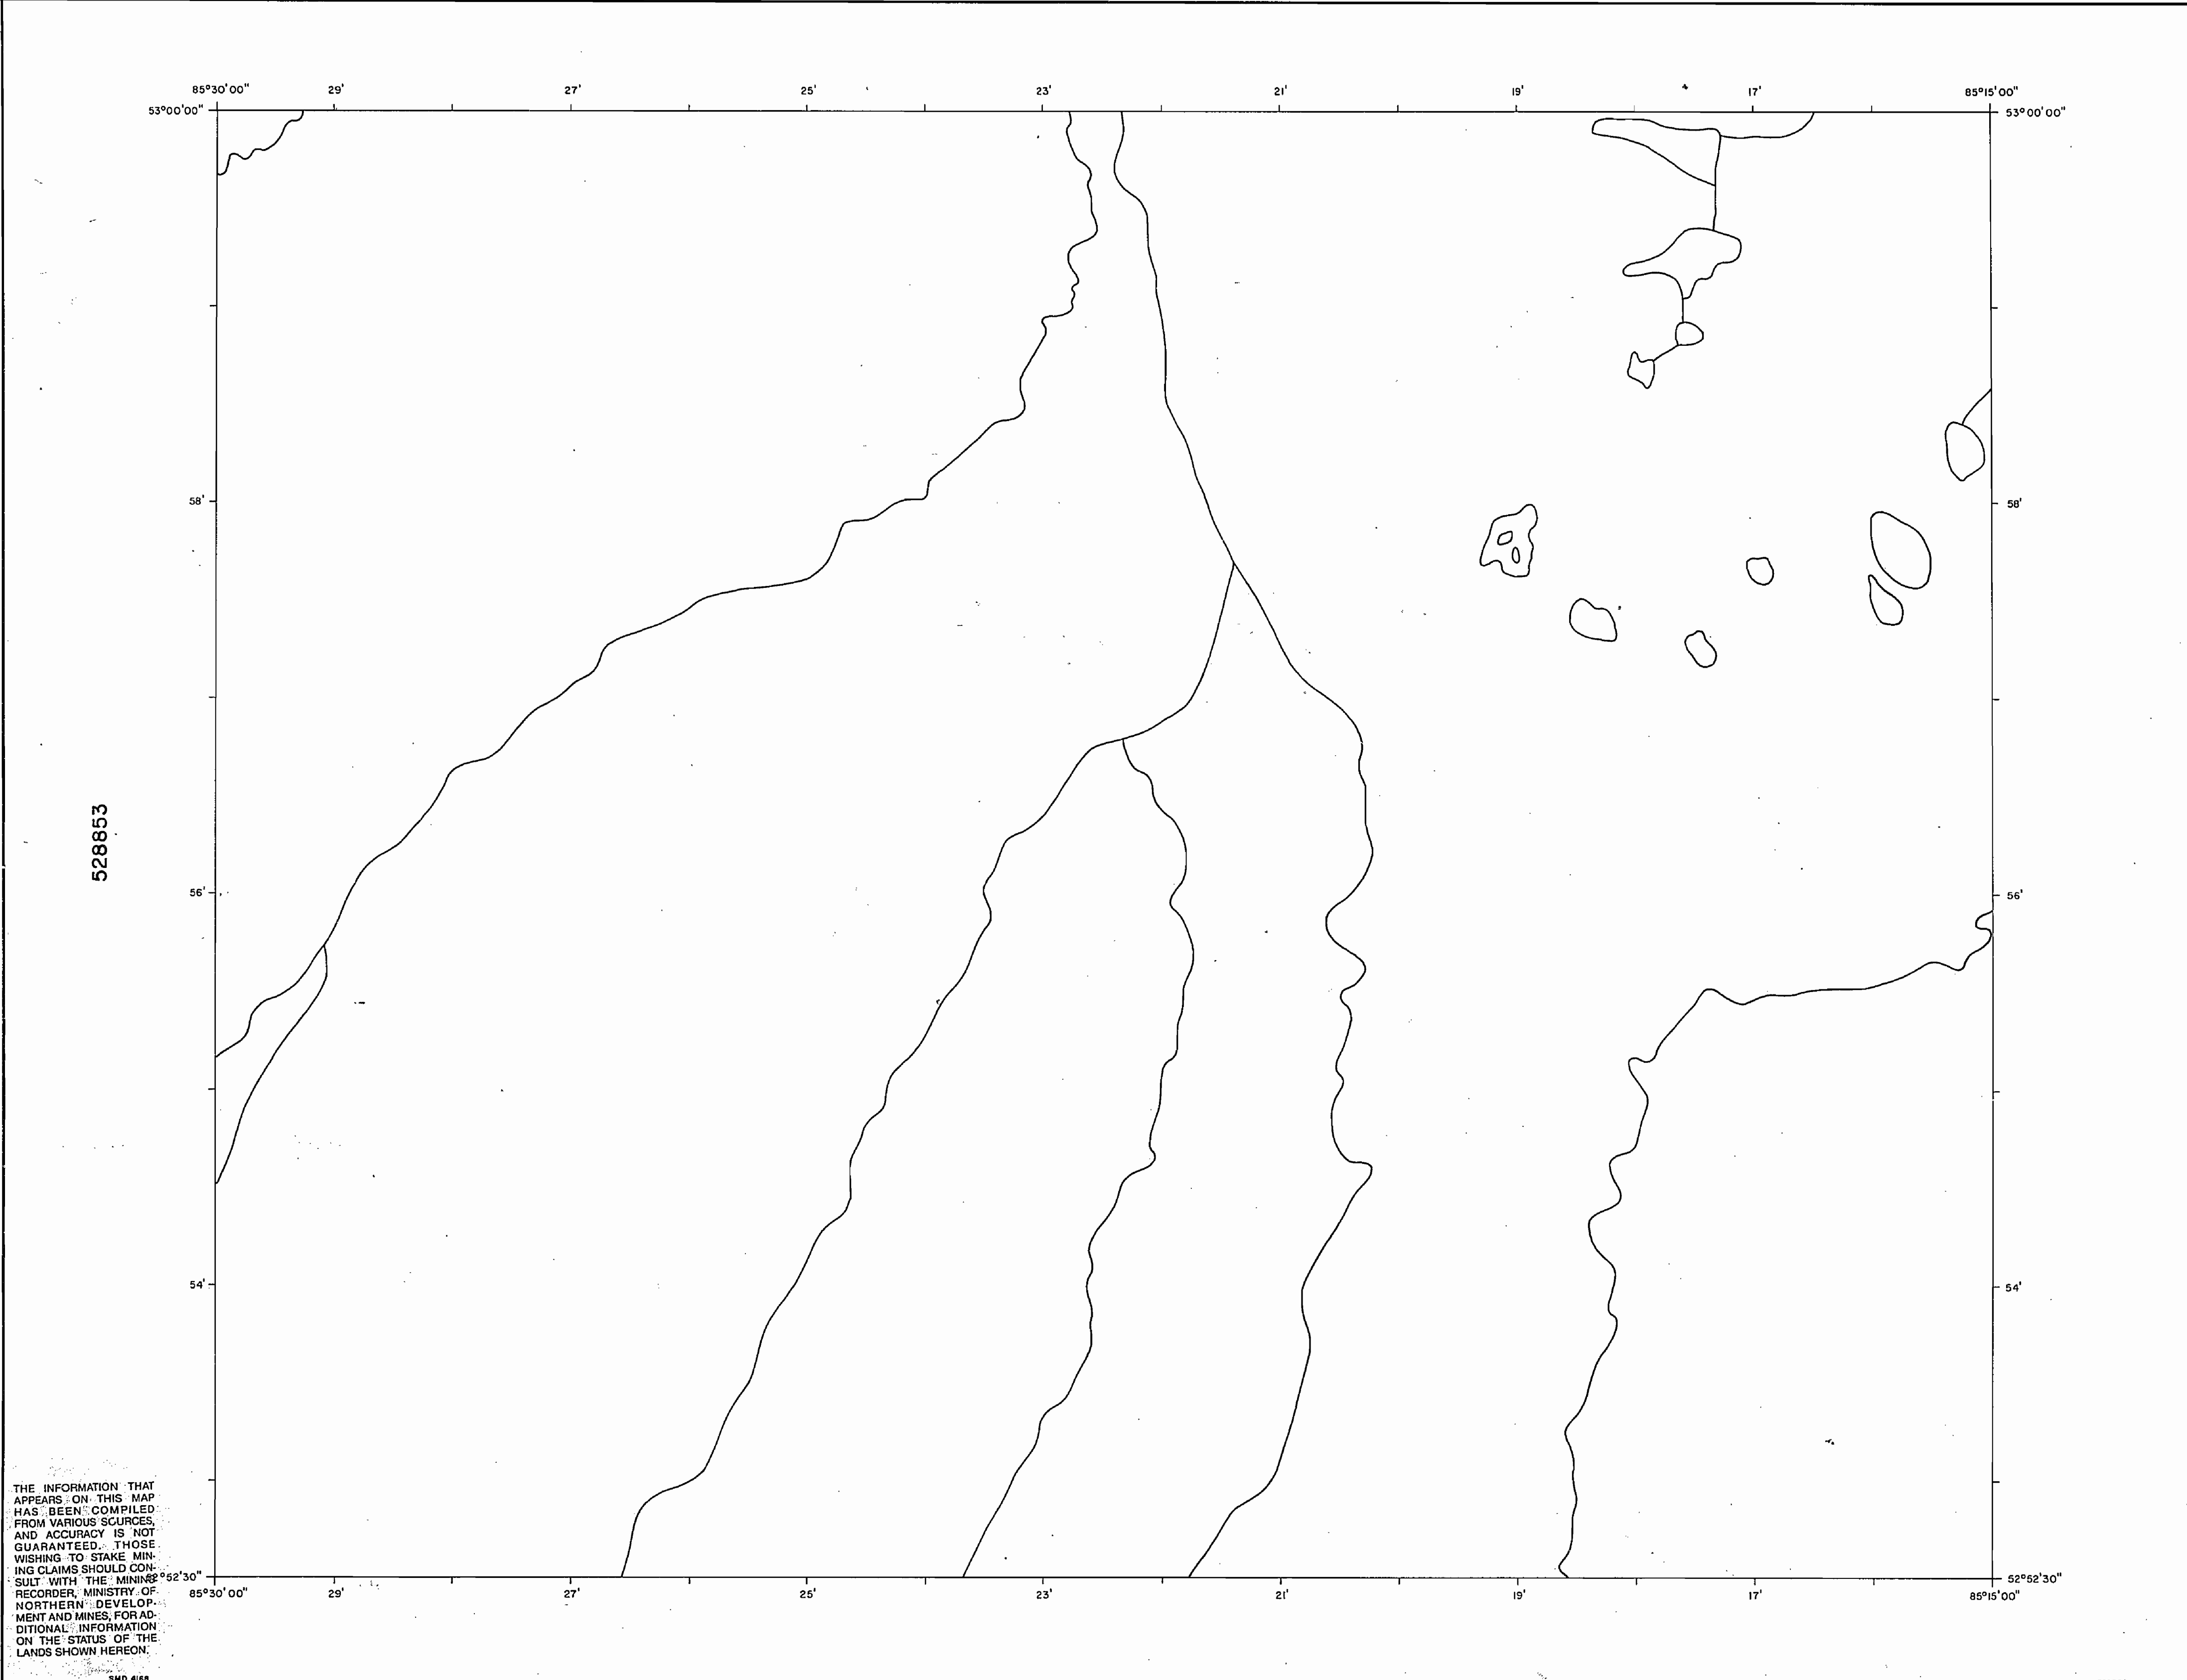 85°30'00" 29' 27' 25' 23' 21' 19' 17' 85°15'00"
53°00'00" 53°00'00"
58' 58'
528853
56' 56'
54' 54'
THE INFORMATION THAT
APPEARS ON THIS MAP
HAS BEEN COMPILED
FROM VARIOUS SOURCES,
AND ACCURACY IS NOT
GUARANTEED. THOSE
WISHING TO STAKE MIN-
ING CLAIMS SHOULD CON-
SULT WITH THE MINING
RECORDER, MINISTRY OF
NORTHERN DEVELOP-
MENT AND MINES, FOR AD-
DITIONAL INFORMATION
ON THE STATUS OF THE
LANDS SHOWN HEREON.
52°52'30" 52°52'30"
85°30'00" 29' 27' 25' 23' 21' 19' 17' 85°15'00"